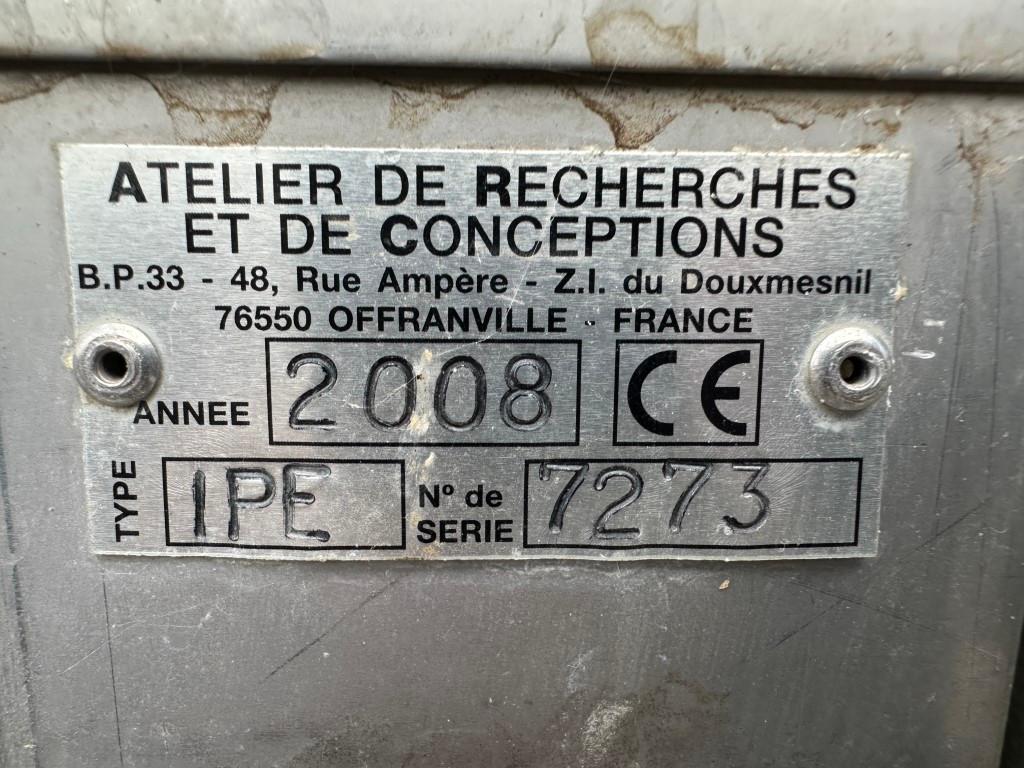 ATELIER DE RECHERCHES
ET DE CONCEPTIONS
B.P.33 - 48, Rue Ampère - Z.I. du Douxmesnil
76550 OFFRANVILLE - FRANCE
ANNEE 2008 CE
TYPE IPE N° de SERIE 7273